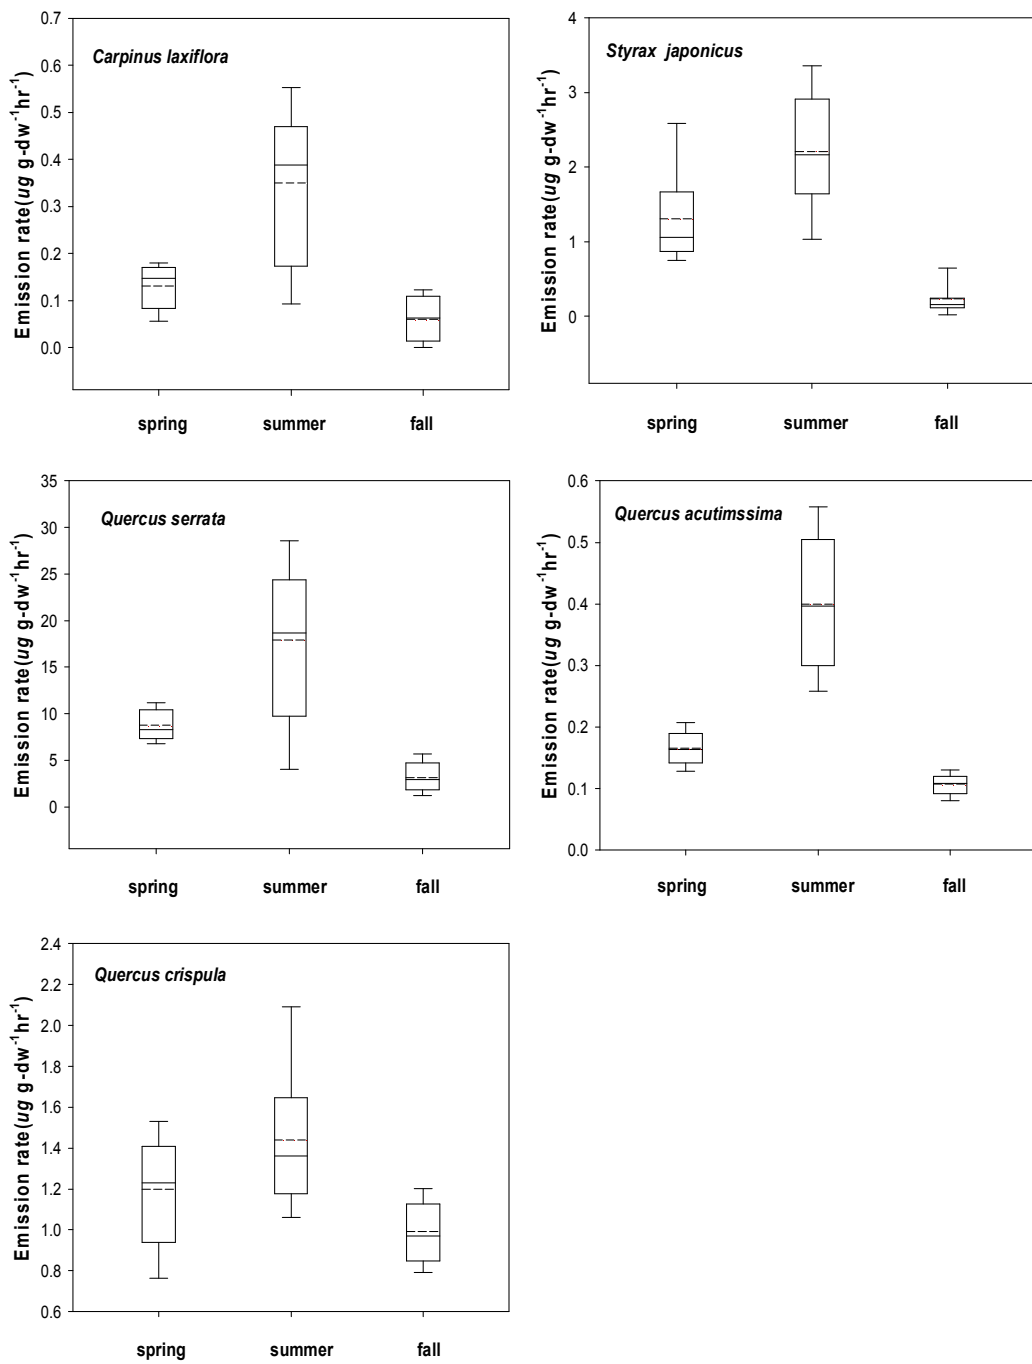 Carpinus laxiflora
Emission rate(ug g-dw⁻¹hr⁻¹)
0.7
0.6
0.5
0.4
0.3
0.2
0.1
0.0
spring summer fall
Styrax japonicus
Emission rate(ug g-dw⁻¹hr⁻¹)
4
3
2
1
0
spring summer fall
Quercus serrata
Emission rate(ug g-dw⁻¹hr⁻¹)
35
30
25
20
15
10
5
0
spring summer fall
Quercus acutimssima
Emission rate(ug g-dw⁻¹hr⁻¹)
0.6
0.5
0.4
0.3
0.2
0.1
0.0
spring summer fall
Quercus crispula
Emission rate(ug g-dw⁻¹hr⁻¹)
2.4
2.2
2.0
1.8
1.6
1.4
1.2
1.0
0.8
0.6
spring summer fall